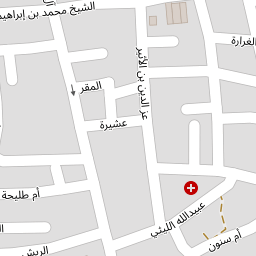 الشيخ محمد بن إبراهيم
الغرارة
عز الدين بن الأثير
المقر
عشيرة
أم طليحة
عبيدالله الليثي
أم سنون
الريش